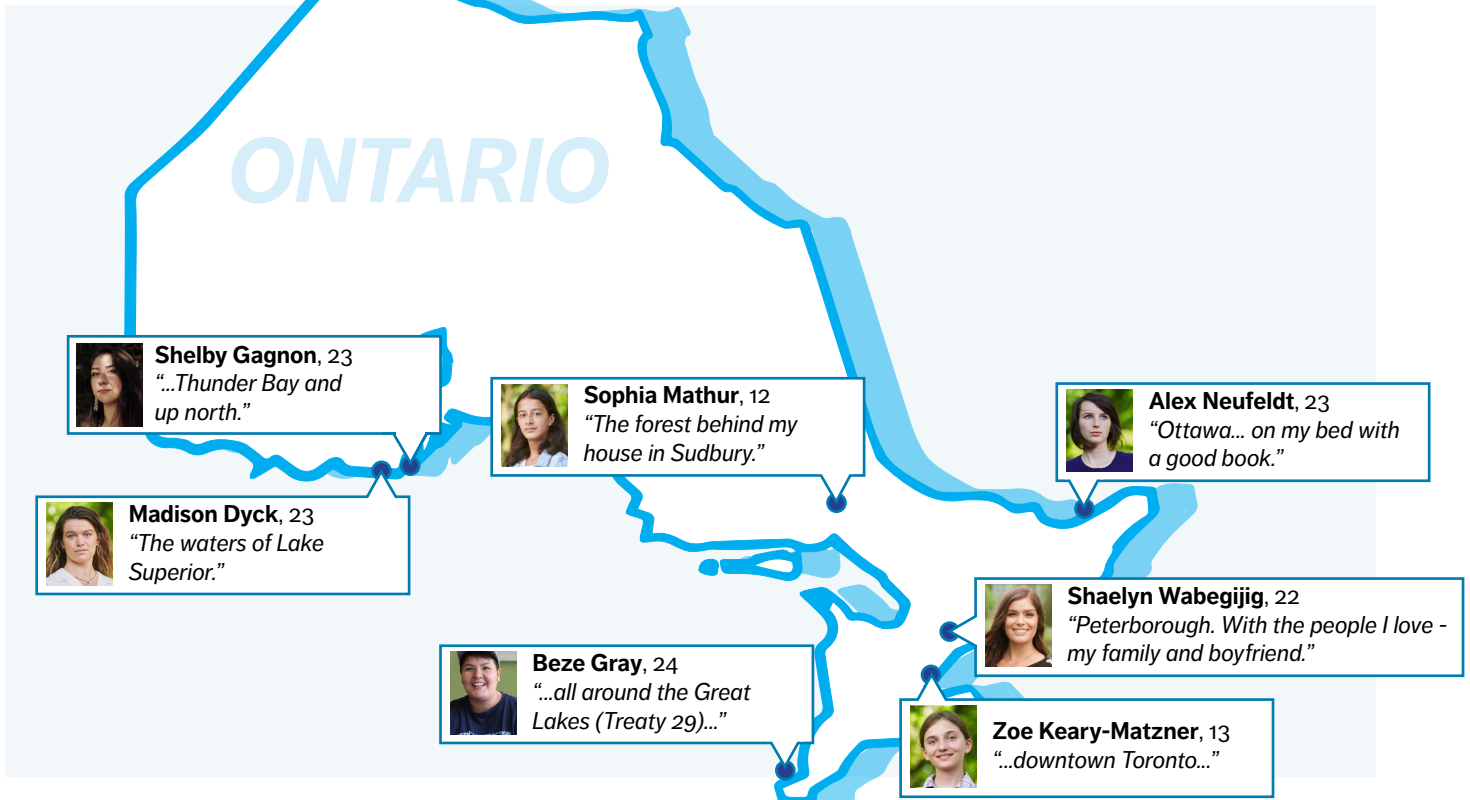 ONTARIO
Shelby Gagnon, 23
“...Thunder Bay and
up north.”
Sophia Mathur, 12
“The forest behind my
house in Sudbury.”
Alex Neufeldt, 23
“Ottawa... on my bed with
a good book.”
Madison Dyck, 23
“The waters of Lake
Superior.”
Shaelyn Wabegijig, 22
“Peterborough. With the people I love -
my family and boyfriend.”
Beze Gray, 24
“...all around the Great
Lakes (Treaty 29)...”
Zoe Keary-Matzner, 13
“...downtown Toronto...”